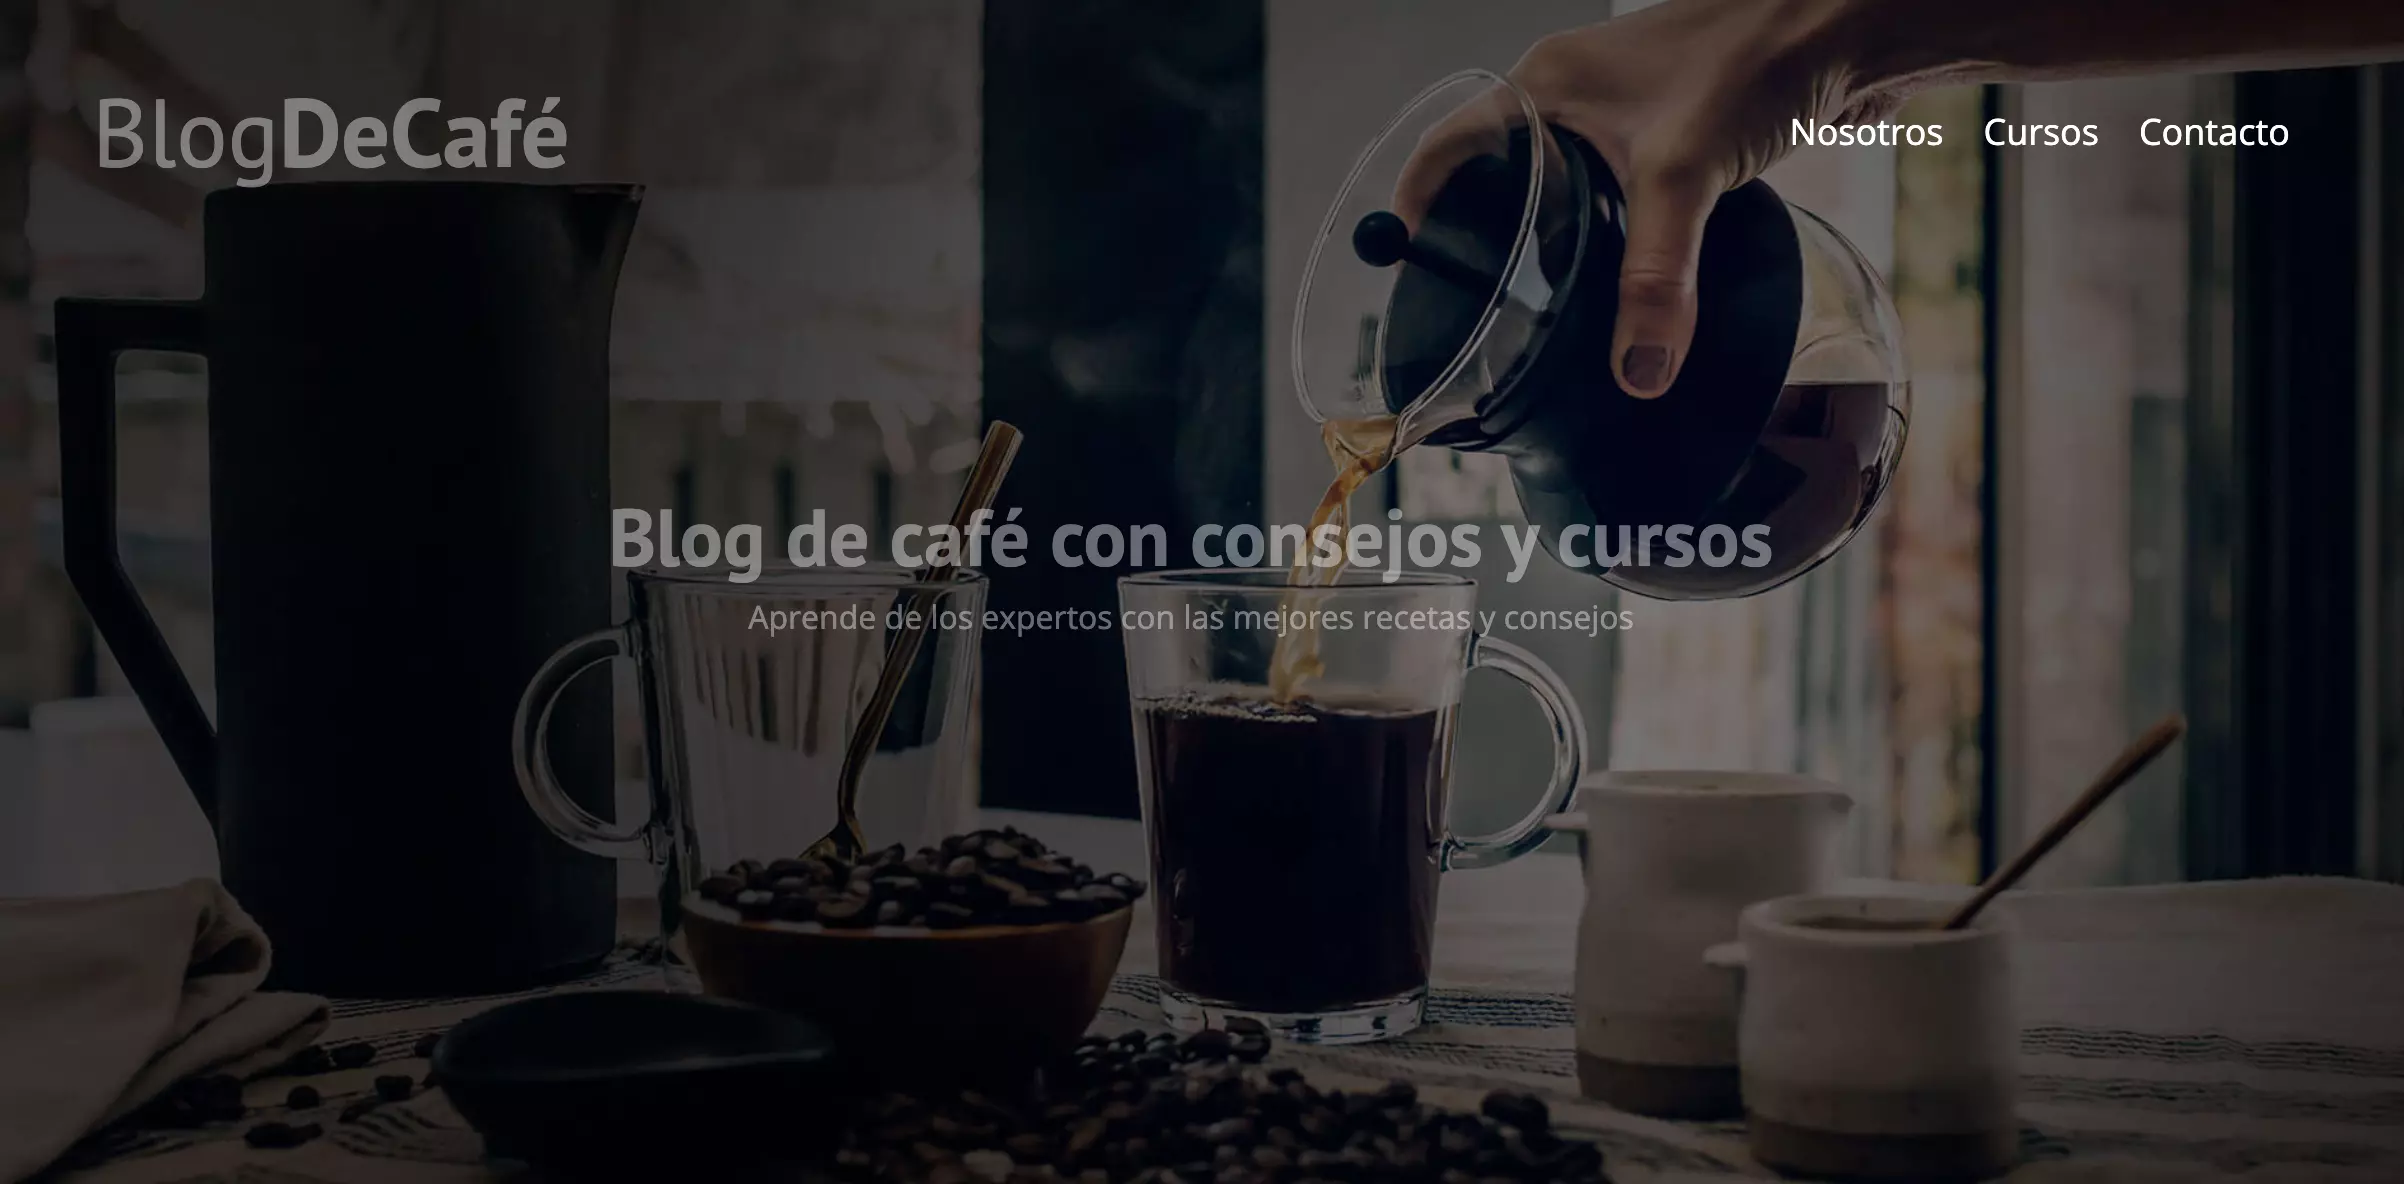 BlogDeCafé
Nosotros Cursos Contacto
Blog de café con consejos y cursos
Aprende de los expertos con las mejores recetas y consejos